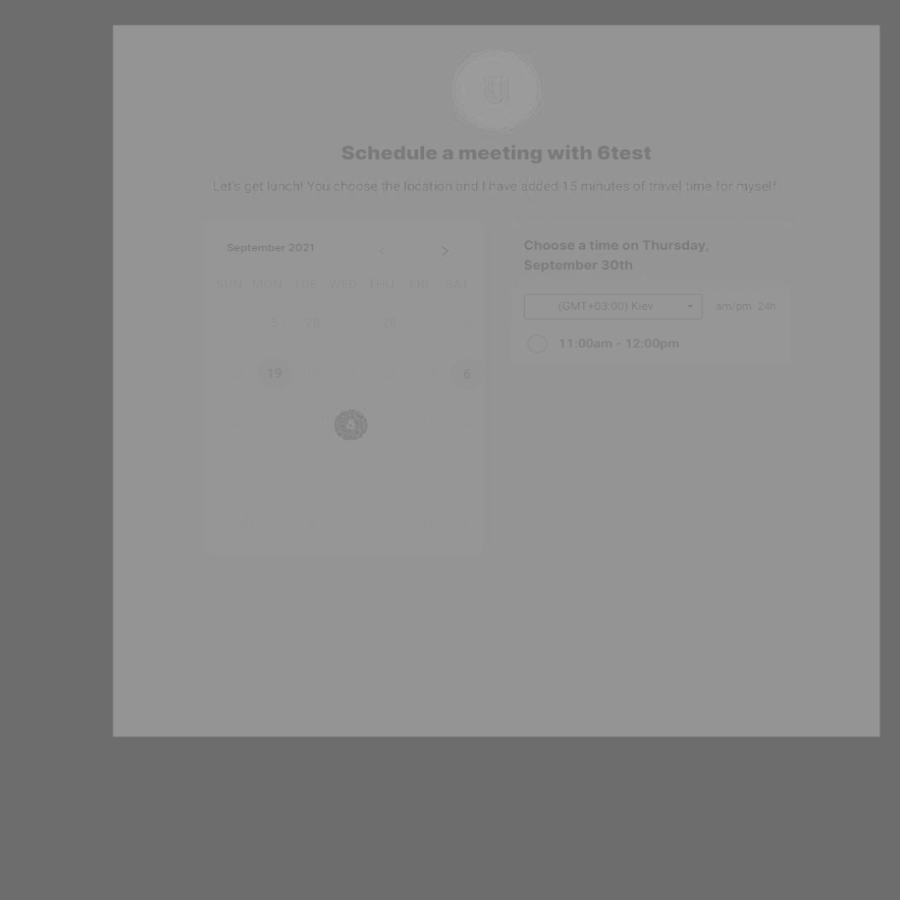 Schedule a meeting with 6test
Let's get lunch! You choose the location and I have added 15 minutes of travel time for myself
September 2021 < >
SUN MON TUE WED THU FRI SAT
5 28 26
19 6
Choose a time on Thursday,
September 30th
(GMT+03:00) Kiev
am/pm 24h
11:00am - 12:00pm